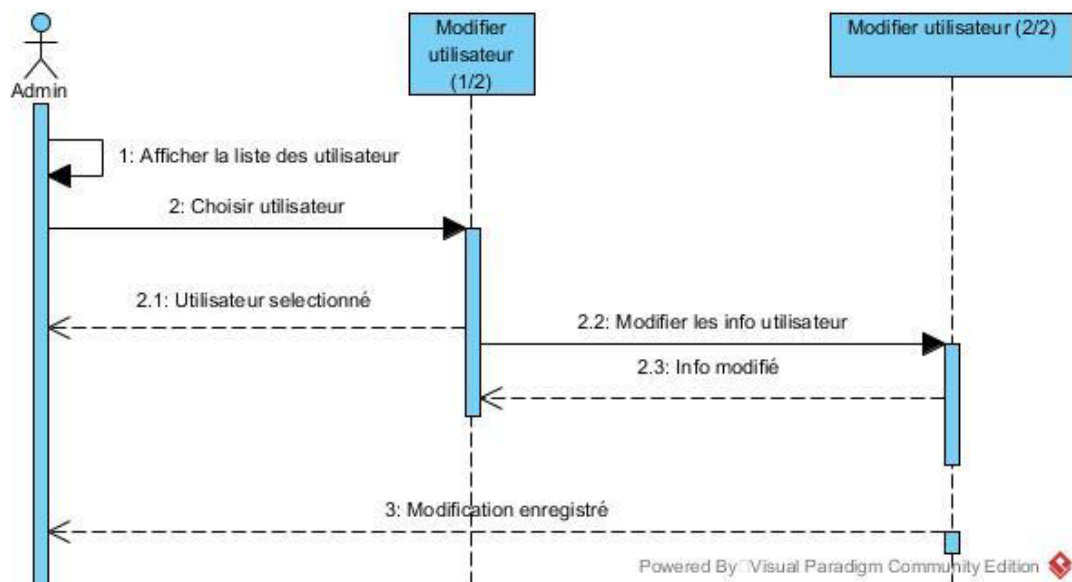 Modifier
utilisateur
(1/2)
Modifier utilisateur (2/2)
Admin
1: Afficher la liste des utilisateur
2: Choisir utilisateur
2.1: Utilisateur selectionné
2.2: Modifier les info utilisateur
2.3: Info modifié
3: Modification enregistré
Powered By Visual Paradigm Community Edition